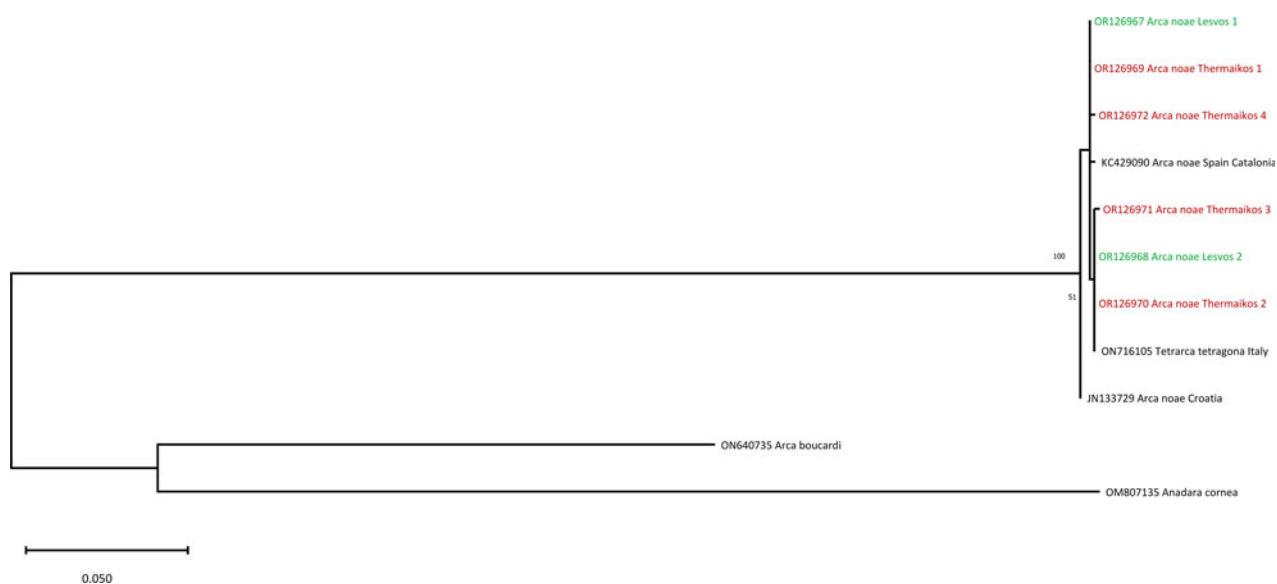 OR126967 Arca noae Lesvos 1
OR126969 Arca noae Thermaikos 1
OR126972 Arca noae Thermaikos 4
KC429090 Arca noae Spain Catalonia
OR126971 Arca noae Thermaikos 3
100
OR126968 Arca noae Lesvos 2
51
OR126970 Arca noae Thermaikos 2
ON716105 Tetrarca tetragona Italy
JN133729 Arca noae Croatia
ON640735 Arca boucardi
OM807135 Anadara cornea
0.050